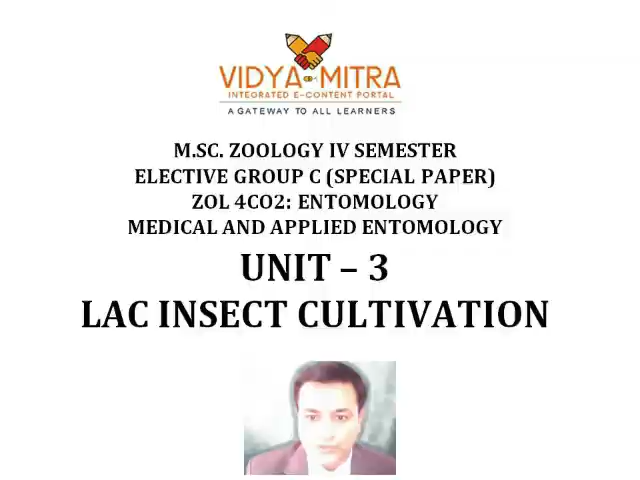 VIDYA-MITRA
INTEGRATED E-CONTENT PORTAL
A GATEWAY TO ALL LEARNERS
M.SC. ZOOLOGY IV SEMESTER
ELECTIVE GROUP C (SPECIAL PAPER)
ZOL 4CO2: ENTOMOLOGY
MEDICAL AND APPLIED ENTOMOLOGY
UNIT – 3
LAC INSECT CULTIVATION